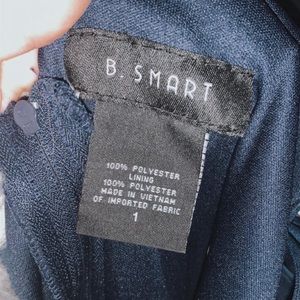 B. SMART
100% POLYESTER
LINING
100% POLYESTER
MADE IN VIETNAM
OF IMPORTED FABRIC
1